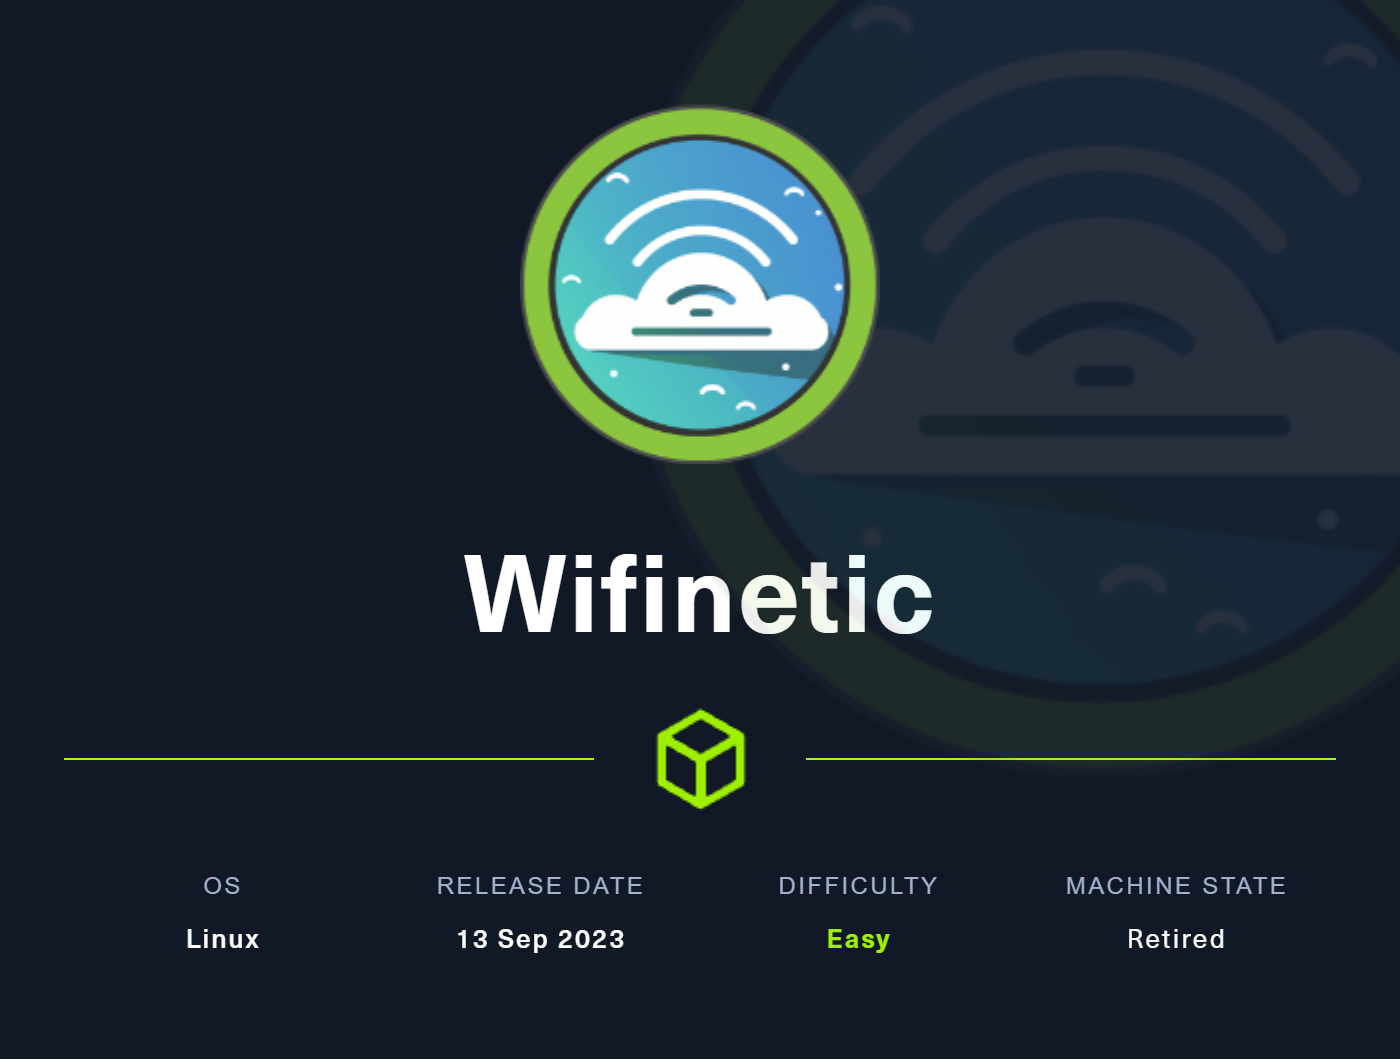 Wifinetic
OS
RELEASE DATE
DIFFICULTY
MACHINE STATE
Linux
13 Sep 2023
Easy
Retired